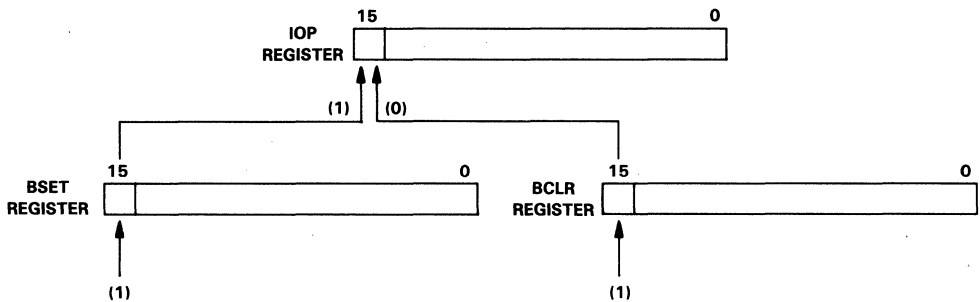 15 0
IOP
REGISTER
(1) (0)
15 0 15 0
BSET BCLR
REGISTER REGISTER
(1) (1)